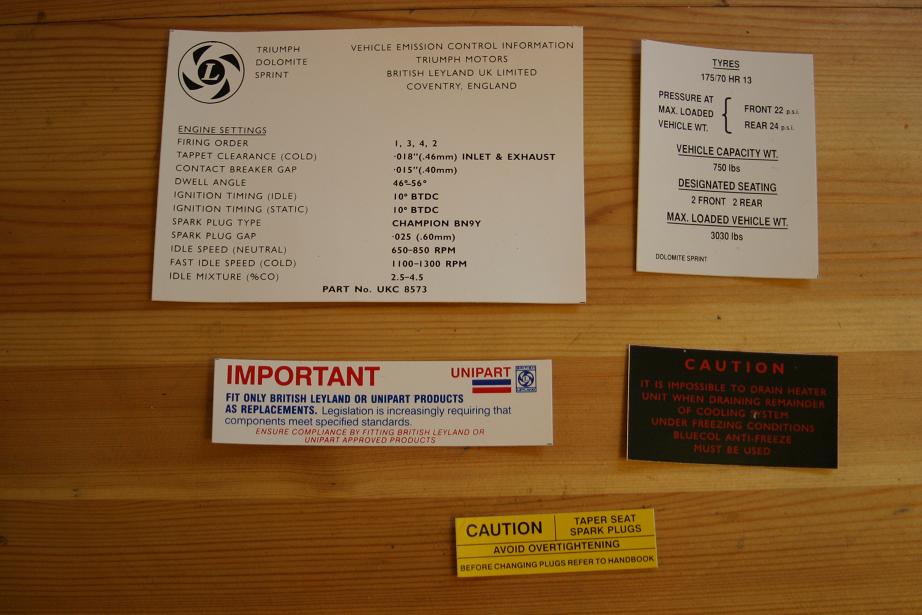 L
TRIUMPH
DOLOMITE
SPRINT
VEHICLE EMISSION CONTROL INFORMATION
TRIUMPH MOTORS
BRITISH LEYLAND UK LIMITED
COVENTRY, ENGLAND
ENGINE SETTINGS
FIRING ORDER 1, 3, 4, 2
TAPPET CLEARANCE (COLD) ·018"(.46mm) INLET & EXHAUST
CONTACT BREAKER GAP ·015"(.40mm)
DWELL ANGLE 46º-56°
IGNITION TIMING (IDLE) 10° BTDC
IGNITION TIMING (STATIC) 10° BTDC
SPARK PLUG TYPE CHAMPION BN9Y
SPARK PLUG GAP ·025 (.60mm)
IDLE SPEED (NEUTRAL) 650-850 RPM
FAST IDLE SPEED (COLD) 1100-1300 RPM
IDLE MIXTURE (%CO) 2.5-4.5
PART No. UKC 8573
TYRES
175/70 HR 13
PRESSURE AT
MAX. LOADED
VEHICLE WT.
FRONT 22 p.s.i.
REAR 24 p.s.i.
VEHICLE CAPACITY WT.
750 lbs
DESIGNATED SEATING
2 FRONT 2 REAR
MAX. LOADED VEHICLE WT.
3030 lbs
DOLOMITE SPRINT
IMPORTANT
UNIPART
FIT ONLY BRITISH LEYLAND OR UNIPART PRODUCTS
AS REPLACEMENTS. Legislation is increasingly requiring that
components meet specified standards.
ENSURE COMPLIANCE BY FITTING BRITISH LEYLAND OR
UNIPART APPROVED PRODUCTS
CAUTION
IT IS IMPOSSIBLE TO DRAIN HEATER
UNIT WHEN DRAINING REMAINDER
OF COOLING SYSTEM
UNDER FREEZING CONDITIONS
BLUECOL ANTI-FREEZE
MUST BE USED
CAUTION
TAPER SEAT
SPARK PLUGS
AVOID OVERTIGHTENING
BEFORE CHANGING PLUGS REFER TO HANDBOOK